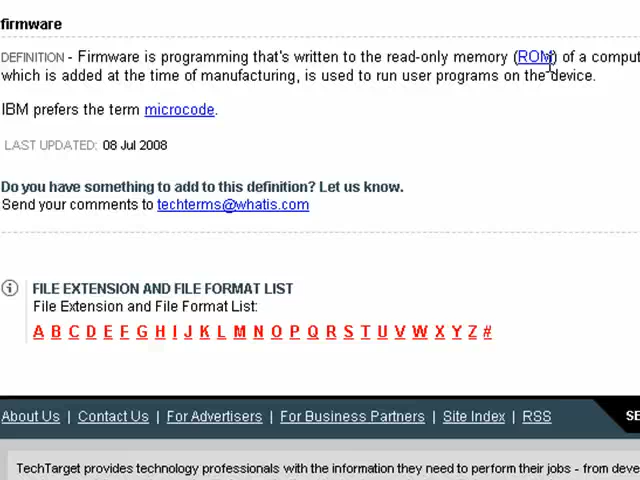 firmware
DEFINITION - Firmware is programming that's written to the read-only memory (ROM) of a comput
which is added at the time of manufacturing, is used to run user programs on the device.
IBM prefers the term microcode.
LAST UPDATED: 08 Jul 2008
Do you have something to add to this definition? Let us know.
Send your comments to techterms@whatis.com
FILE EXTENSION AND FILE FORMAT LIST
File Extension and File Format List:
A B C D E F G H I J K L M N O P Q R S T U V W X Y Z #
About Us | Contact Us | For Advertisers | For Business Partners | Site Index | RSS SE
TechTarget provides technology professionals with the information they need to perform their jobs - from deve